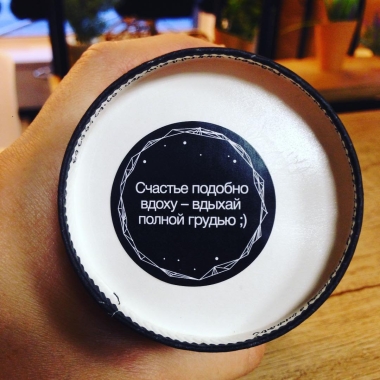 Счастье подобно
вдоху – вдыхай
полной грудью ;)